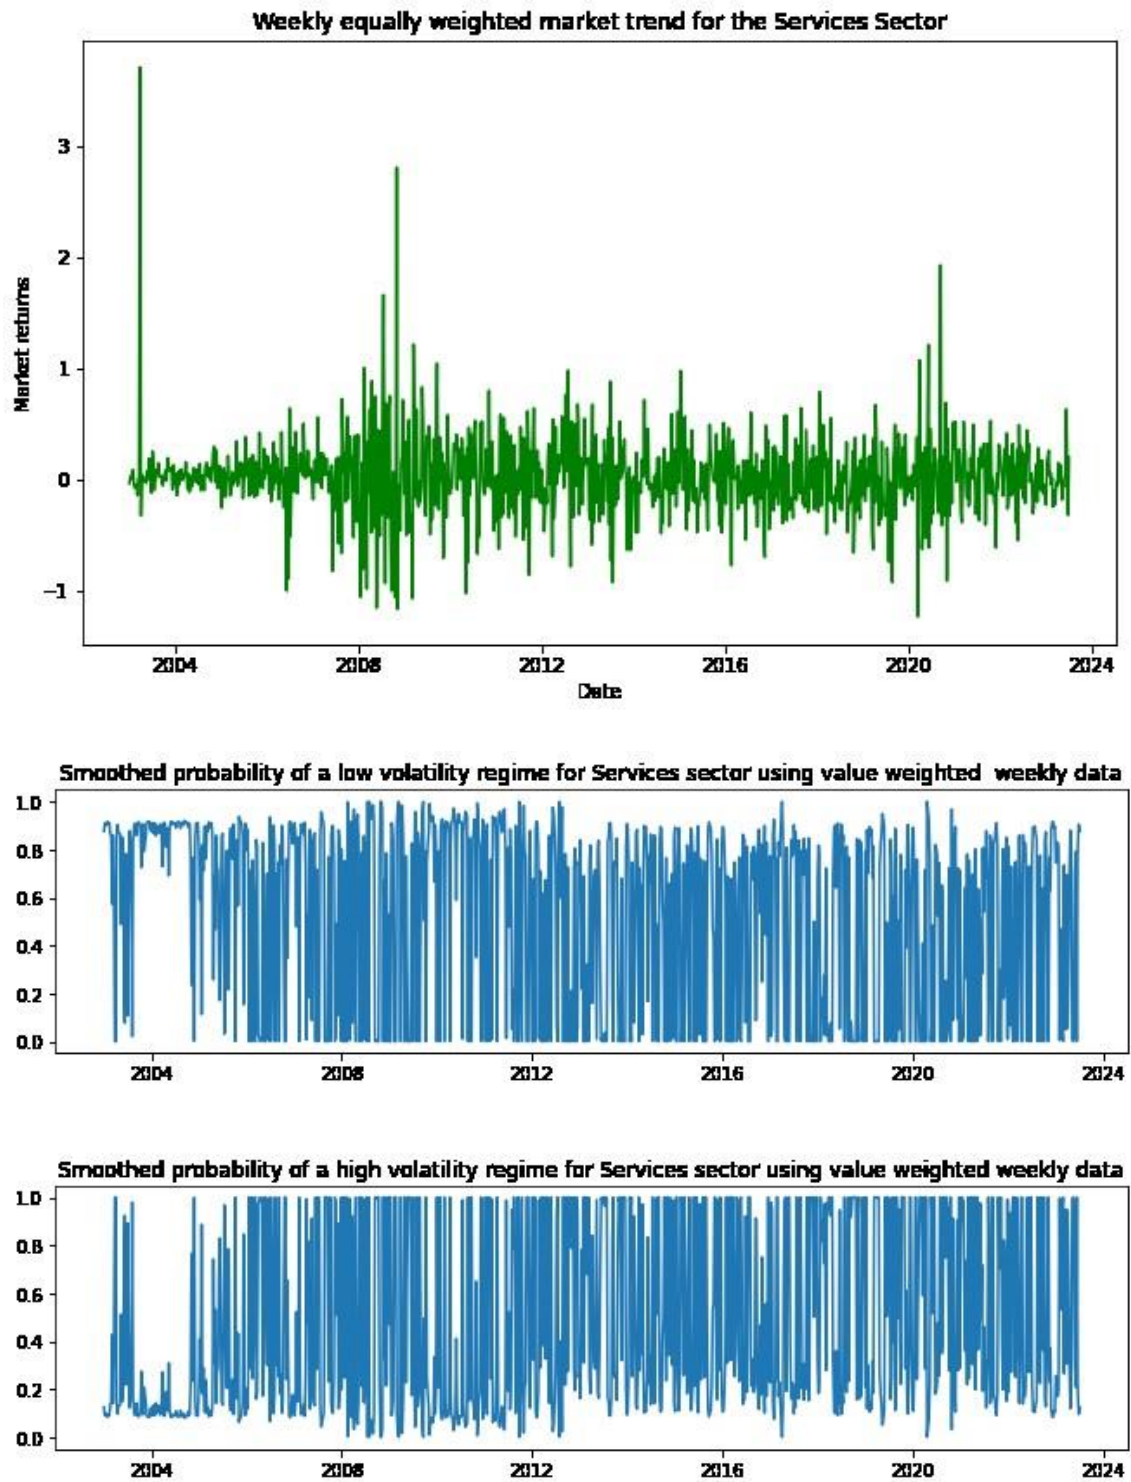 Weekly equally weighted market trend for the Services Sector
3
2
1
0
−1
Market returns
2004 2008 2012 2016 2020 2024
Date
Smoothed probability of a low volatility regime for Services sector using value weighted weekly data
1.0
0.8
0.6
0.4
0.2
0.0
2004 2008 2012 2016 2020 2024
Smoothed probability of a high volatility regime for Services sector using value weighted weekly data
1.0
0.8
0.6
0.4
0.2
0.0
2004 2008 2012 2016 2020 2024